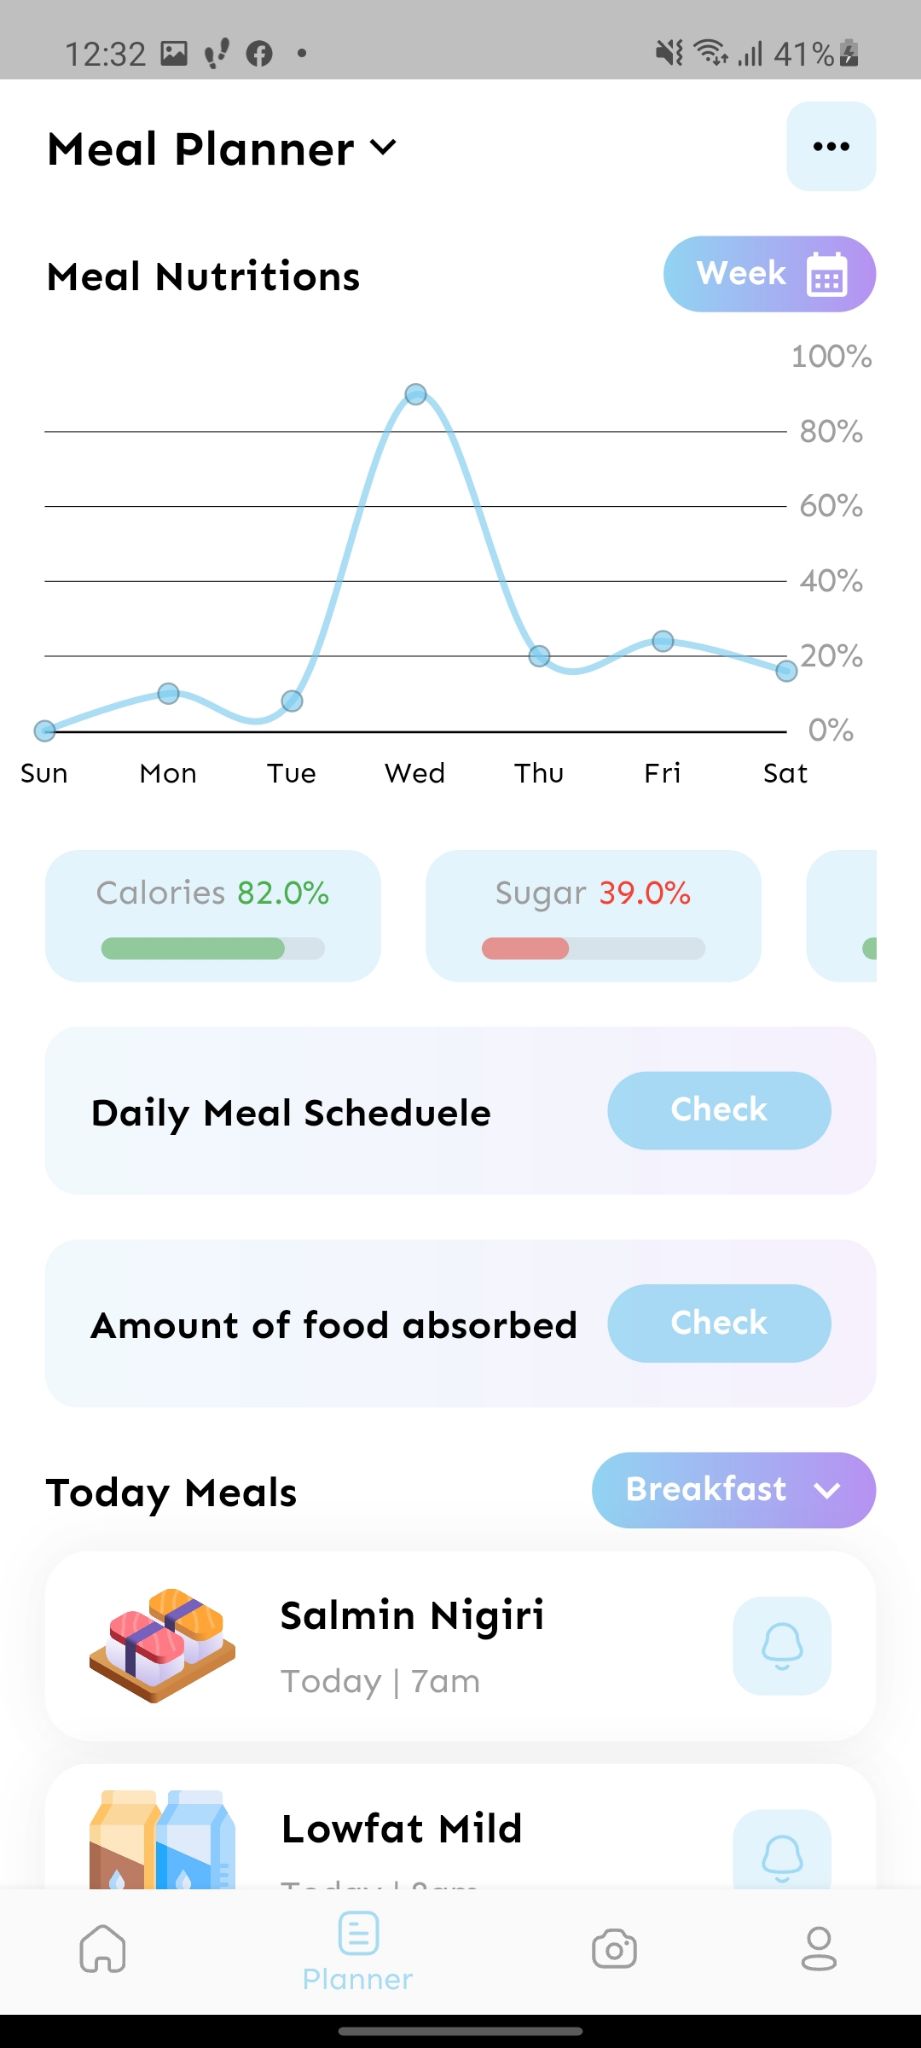 12:32 41%
Meal Planner
Meal Nutritions Week
100%
80%
60%
40%
20%
0%
Sun Mon Tue Wed Thu Fri Sat
Calories 82.0% Sugar 39.0%
Daily Meal Scheduele Check
Amount of food absorbed Check
Today Meals Breakfast
Salmin Nigiri
Today | 7am
Lowfat Mild
Planner